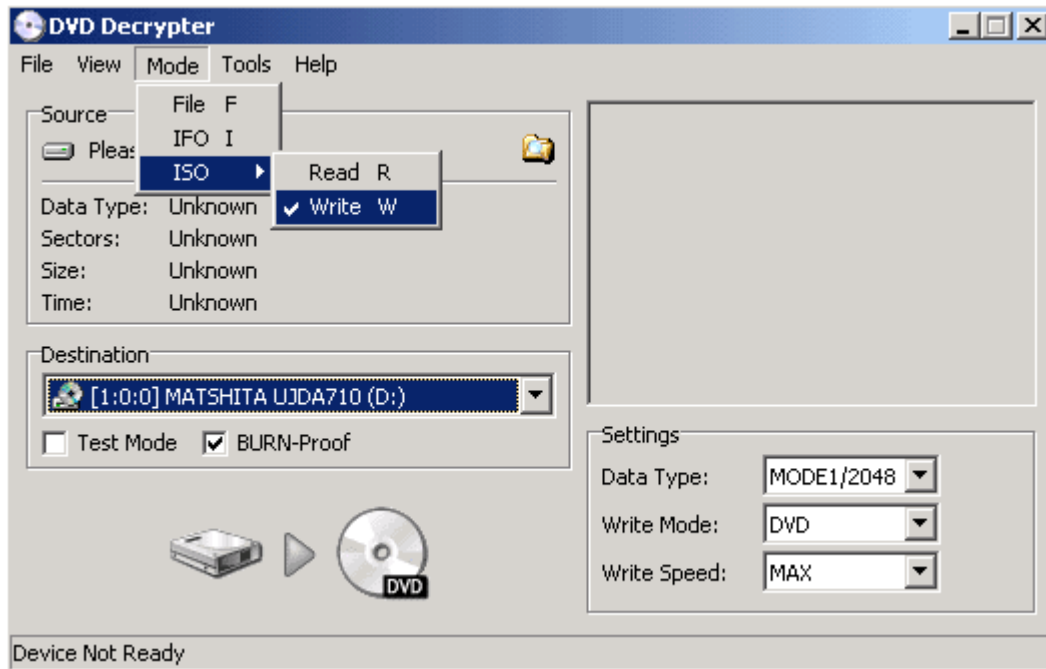 DVD Decrypter
File View Mode Tools Help
File F
IFO I
ISO
Read R
Write W
Source
Pleas
Data Type: Unknown
Sectors: Unknown
Size: Unknown
Time: Unknown
Destination
[1:0:0] MATSHITA UJDA710 (D:)
Test Mode BURN-Proof
DVD
Settings
Data Type: MODE1/2048
Write Mode: DVD
Write Speed: MAX
Device Not Ready